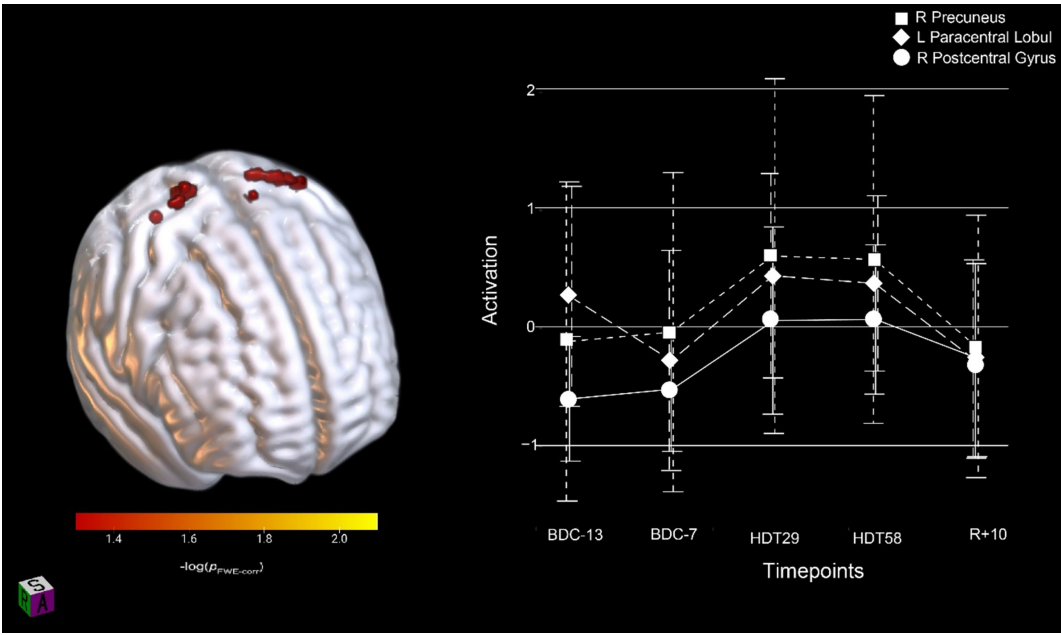 R Precuneus
L Paracentral Lobul
R Postcentral Gyrus
2
1
0
−1
Activation
BDC-13 BDC-7 HDT29 HDT58 R+10
Timepoints
1.4 1.6 1.8 2.0
-log(pFWE-corr)
S
R
A